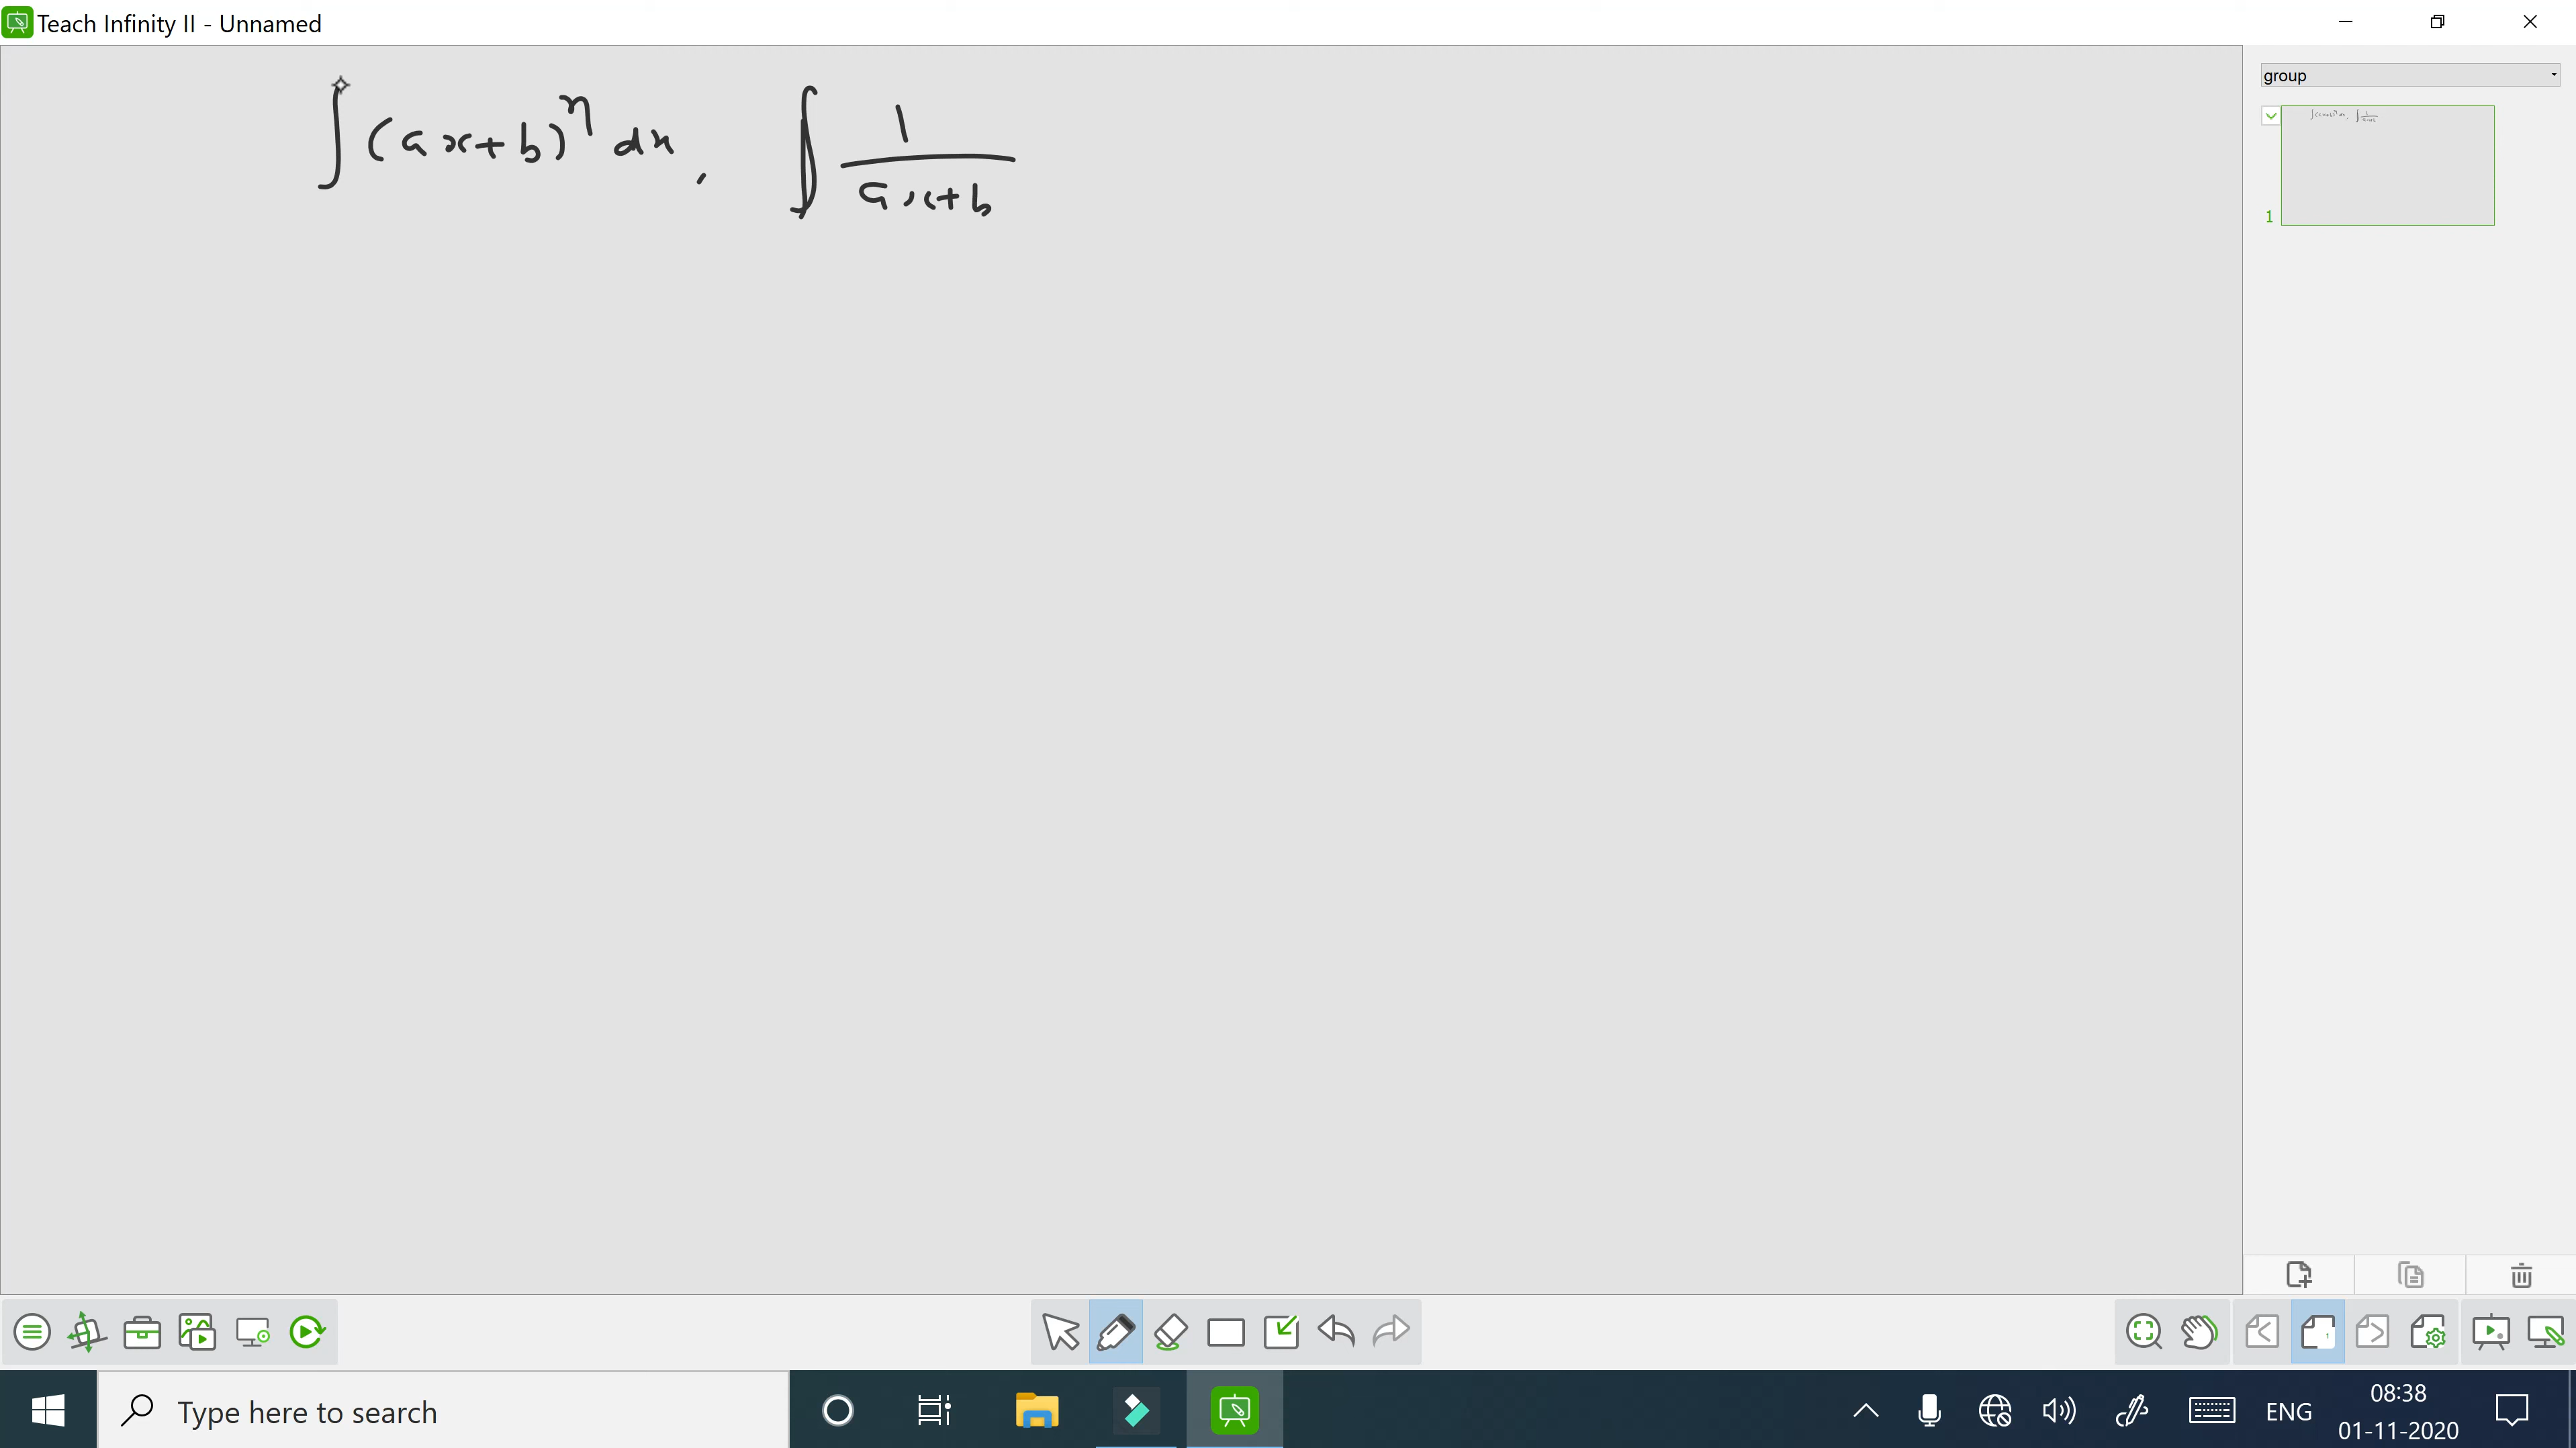 Teach Infinity II - Unnamed
∫(ax+b)^n dx, ∫ 1/(ax+b)
group
1
Type here to search
ENG
08:38
01-11-2020